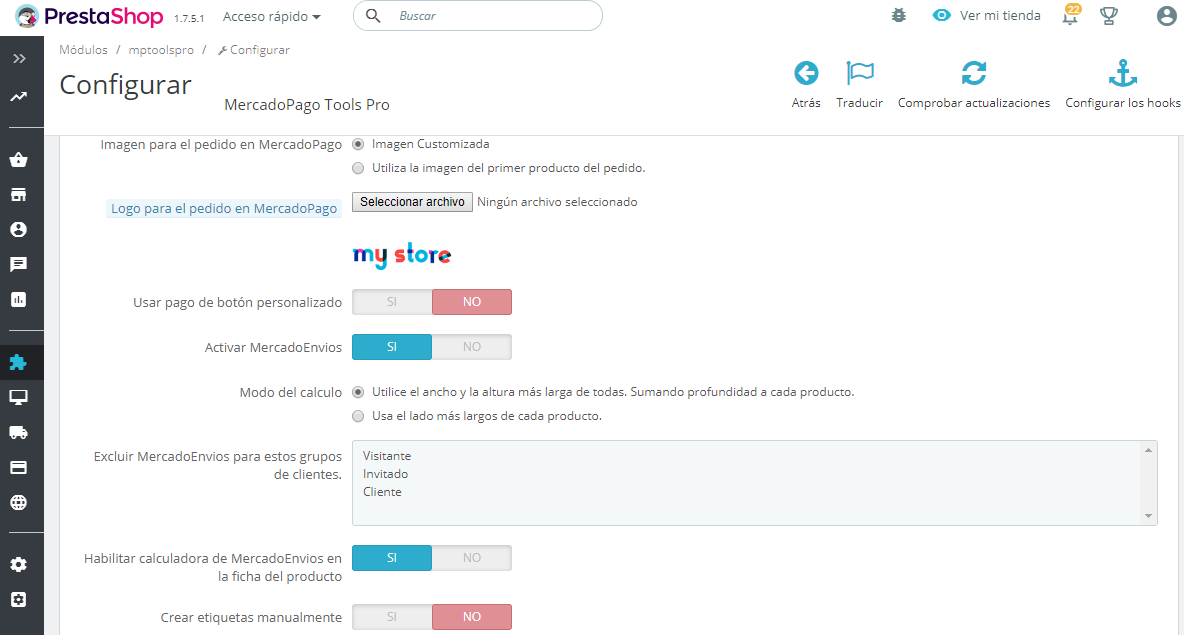 PrestaShop 1.7.5.1 Acceso rápido Buscar Ver mi tienda 22
Módulos / mptoolspro / Configurar
Configurar
MercadoPago Tools Pro
Atrás Traducir Comprobar actualizaciones Configurar los hooks
Imagen para el pedido en MercadoPago Imagen Customizada
Utiliza la imagen del primer producto del pedido.
Logo para el pedido en MercadoPago Seleccionar archivo Ningún archivo seleccionado
my store
Usar pago de botón personalizado SI NO
Activar MercadoEnvios SI NO
Modo del calculo Utilice el ancho y la altura más larga de todas. Sumando profundidad a cada producto.
Usa el lado más largos de cada producto.
Excluir MercadoEnvios para estos grupos
de clientes.
Visitante
Invitado
Cliente
Habilitar calculadora de MercadoEnvios en
la ficha del producto
SI NO
Crear etiquetas manualmente SI NO